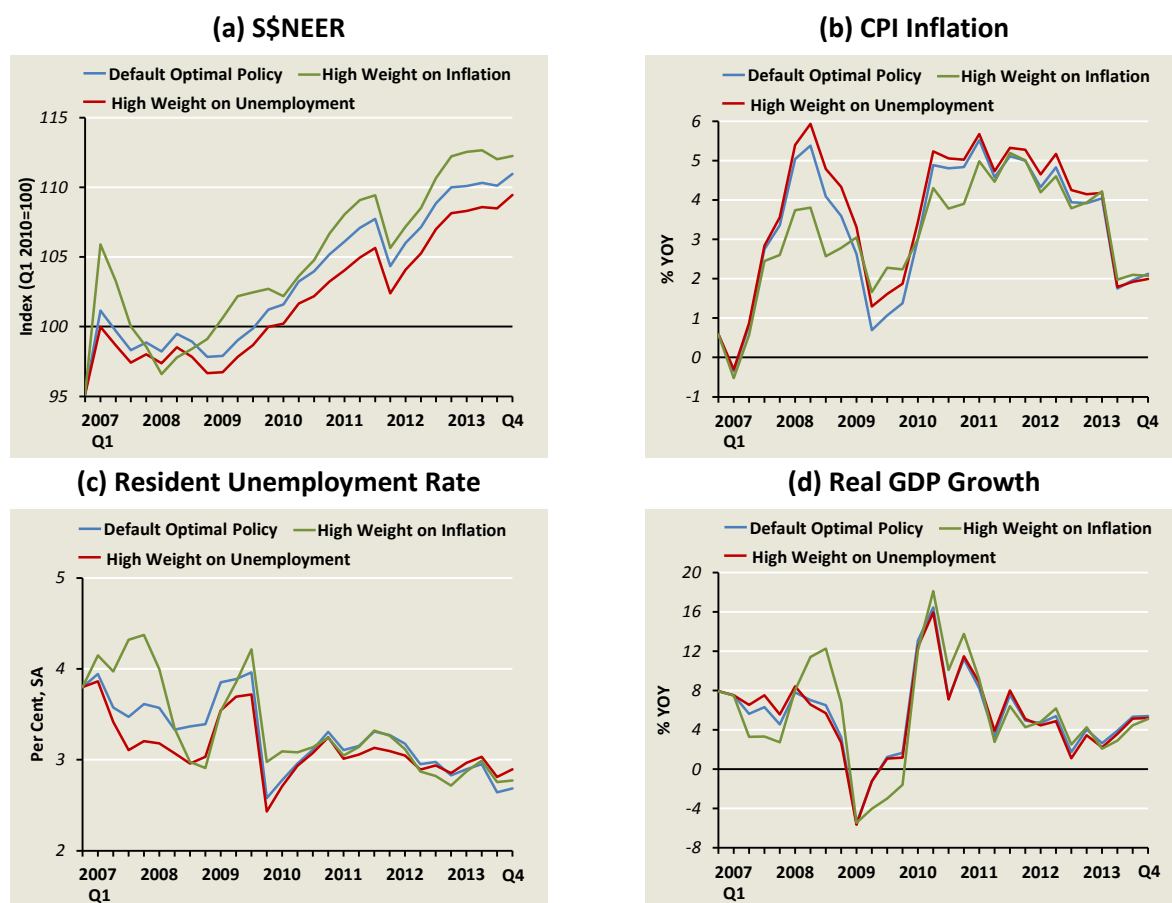 (a) S$NEER
Default Optimal Policy High Weight on Inflation
High Weight on Unemployment
Index (Q1 2010=100)
115
110
105
100
95
2007 2008 2009 2010 2011 2012 2013 Q4
Q1
(b) CPI Inflation
Default Optimal Policy High Weight on Inflation
High Weight on Unemployment
% YOY
6
5
4
3
2
1
0
-1
2007 2008 2009 2010 2011 2012 2013 Q4
Q1
(c) Resident Unemployment Rate
Default Optimal Policy High Weight on Inflation
High Weight on Unemployment
Per Cent, SA
5
4
3
2
2007 2008 2009 2010 2011 2012 2013 Q4
Q1
(d) Real GDP Growth
Default Optimal Policy High Weight on Inflation
High Weight on Unemployment
% YOY
20
16
12
8
4
0
-4
-8
2007 2008 2009 2010 2011 2012 2013 Q4
Q1